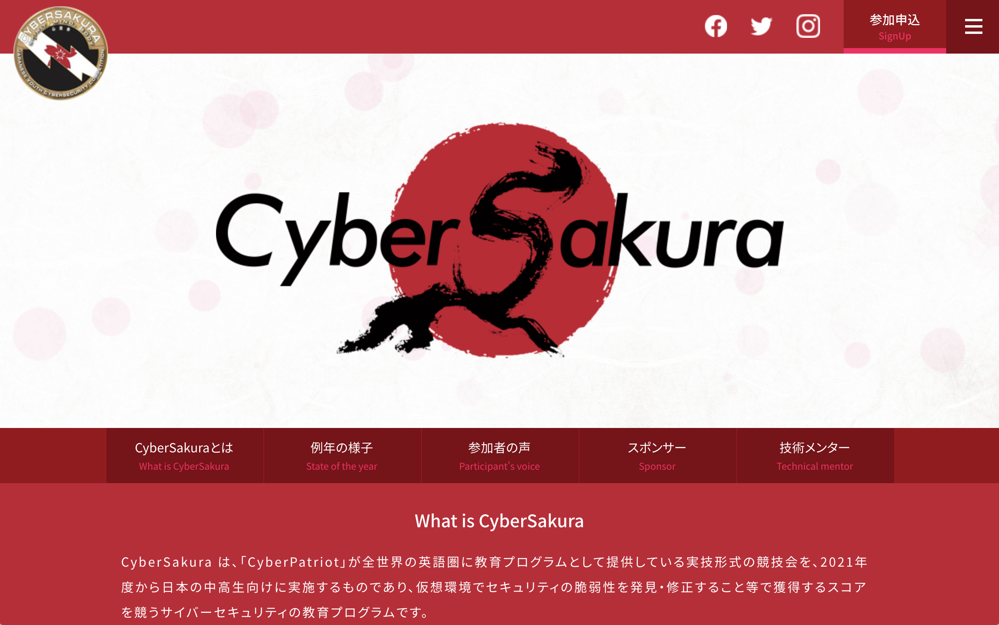 CYBERSAKURA
SPIRIT, MIND, BODY
JAPANESE YOUTH CYBERSECURITY COMPETITION
参加申込
SignUp
CyberSakura
CyberSakuraとは
What is CyberSakura
例年の様子
State of the year
参加者の声
Participant's voice
スポンサー
Sponsor
技術メンター
Technical mentor
What is CyberSakura
CyberSakura は、「CyberPatriot」が全世界の英語圏に教育プログラムとして提供している実技形式の競技会を、2021年
度から日本の中高生向けに実施するものであり、仮想環境でセキュリティの脆弱性を発見・修正すること等で獲得するスコア
を競うサイバーセキュリティの教育プログラムです。